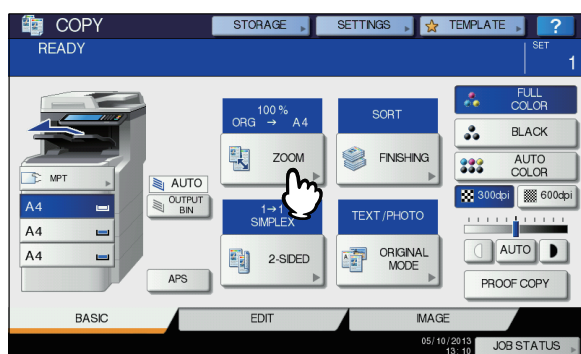 COPY
STORAGE
SETTINGS
TEMPLATE
?
READY
SET
1
100 %
ORG → A4
ZOOM
SORT
FINISHING
FULL
COLOR
BLACK
AUTO
COLOR
300dpi
600dpi
MPT
A4
A4
A4
AUTO
OUTPUT
BIN
APS
1→1
SIMPLEX
2-SIDED
TEXT/PHOTO
ORIGINAL
MODE
AUTO
PROOF COPY
BASIC
EDIT
IMAGE
05/10/2013
13:10
JOB STATUS